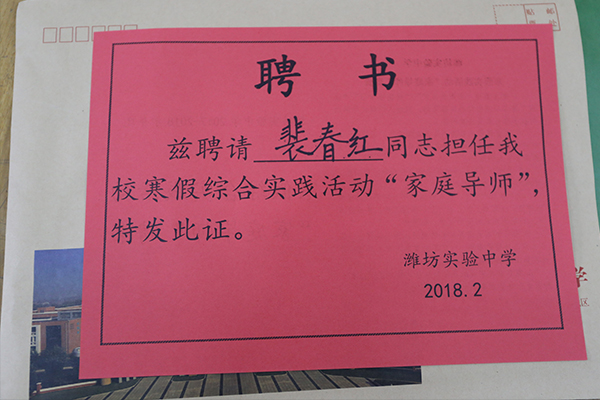 聘 书
兹聘请 裴春红 同志担任我
校寒假综合实践活动“家庭导师”，
特发此证。
潍坊实验中学
2018.2
学
区